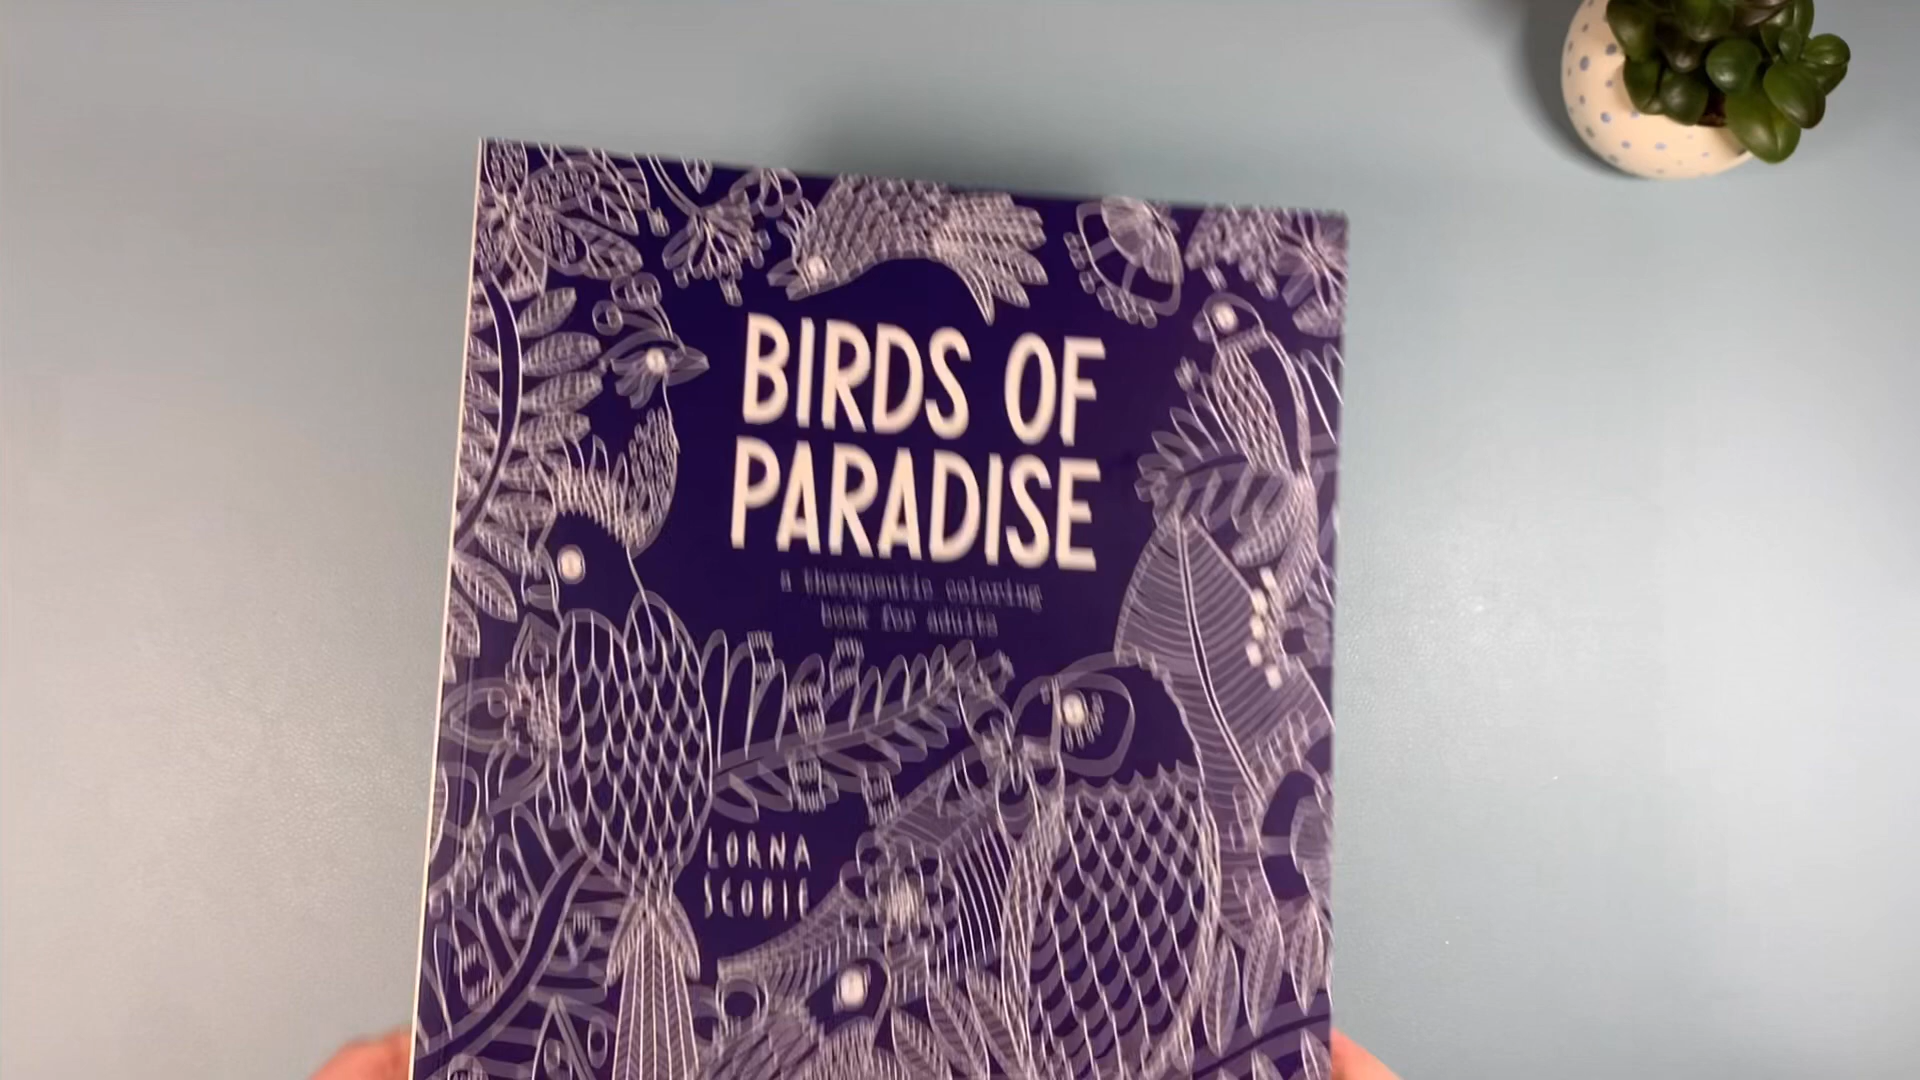 BIRDS OF
PARADISE
a therapeutic coloring
book for adults
LORNA
SCOBIE